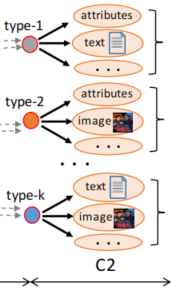 attributes
type-1
text
. . .
attributes
type-2
image
. . .
. . .
text
type-k
image
. . .
C2